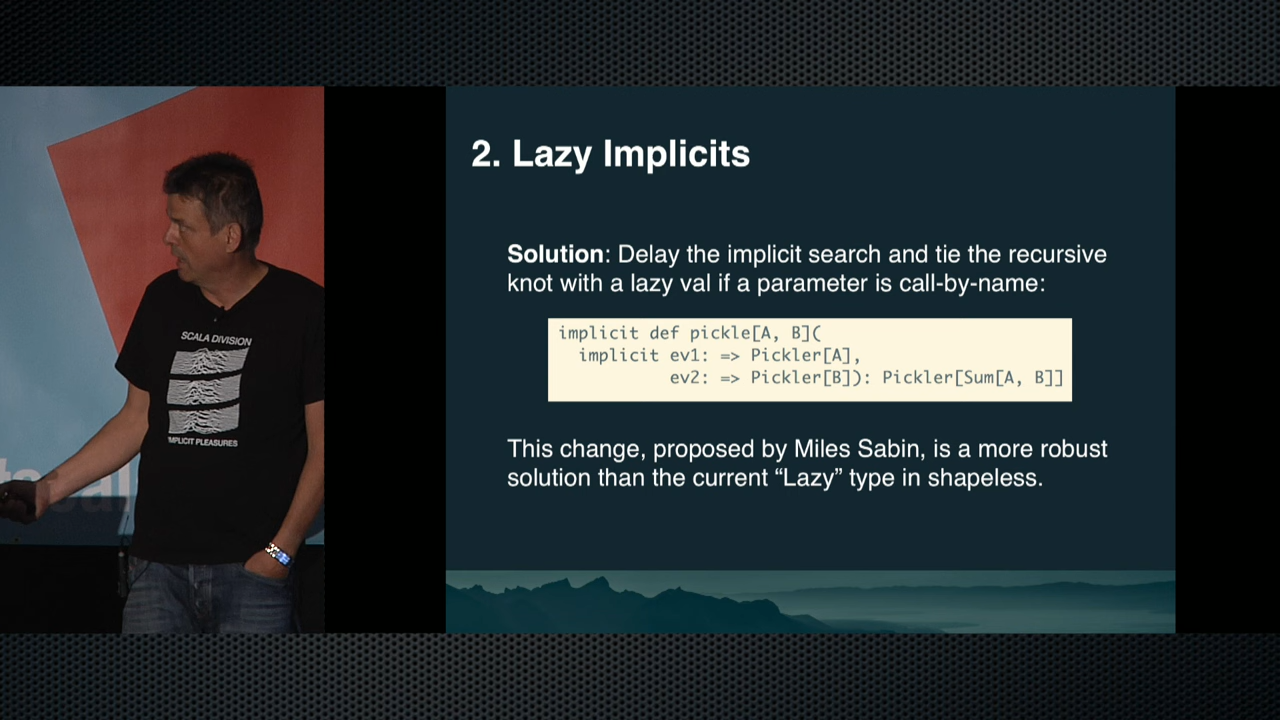 SCALA DIVISION
IMPLICIT PLEASURES
2. Lazy Implicits
Solution: Delay the implicit search and tie the recursive
knot with a lazy val if a parameter is call-by-name:
implicit def pickle[A, B](
implicit ev1: => Pickler[A],
ev2: => Pickler[B]): Pickler[Sum[A, B]]
This change, proposed by Miles Sabin, is a more robust
solution than the current “Lazy” type in shapeless.